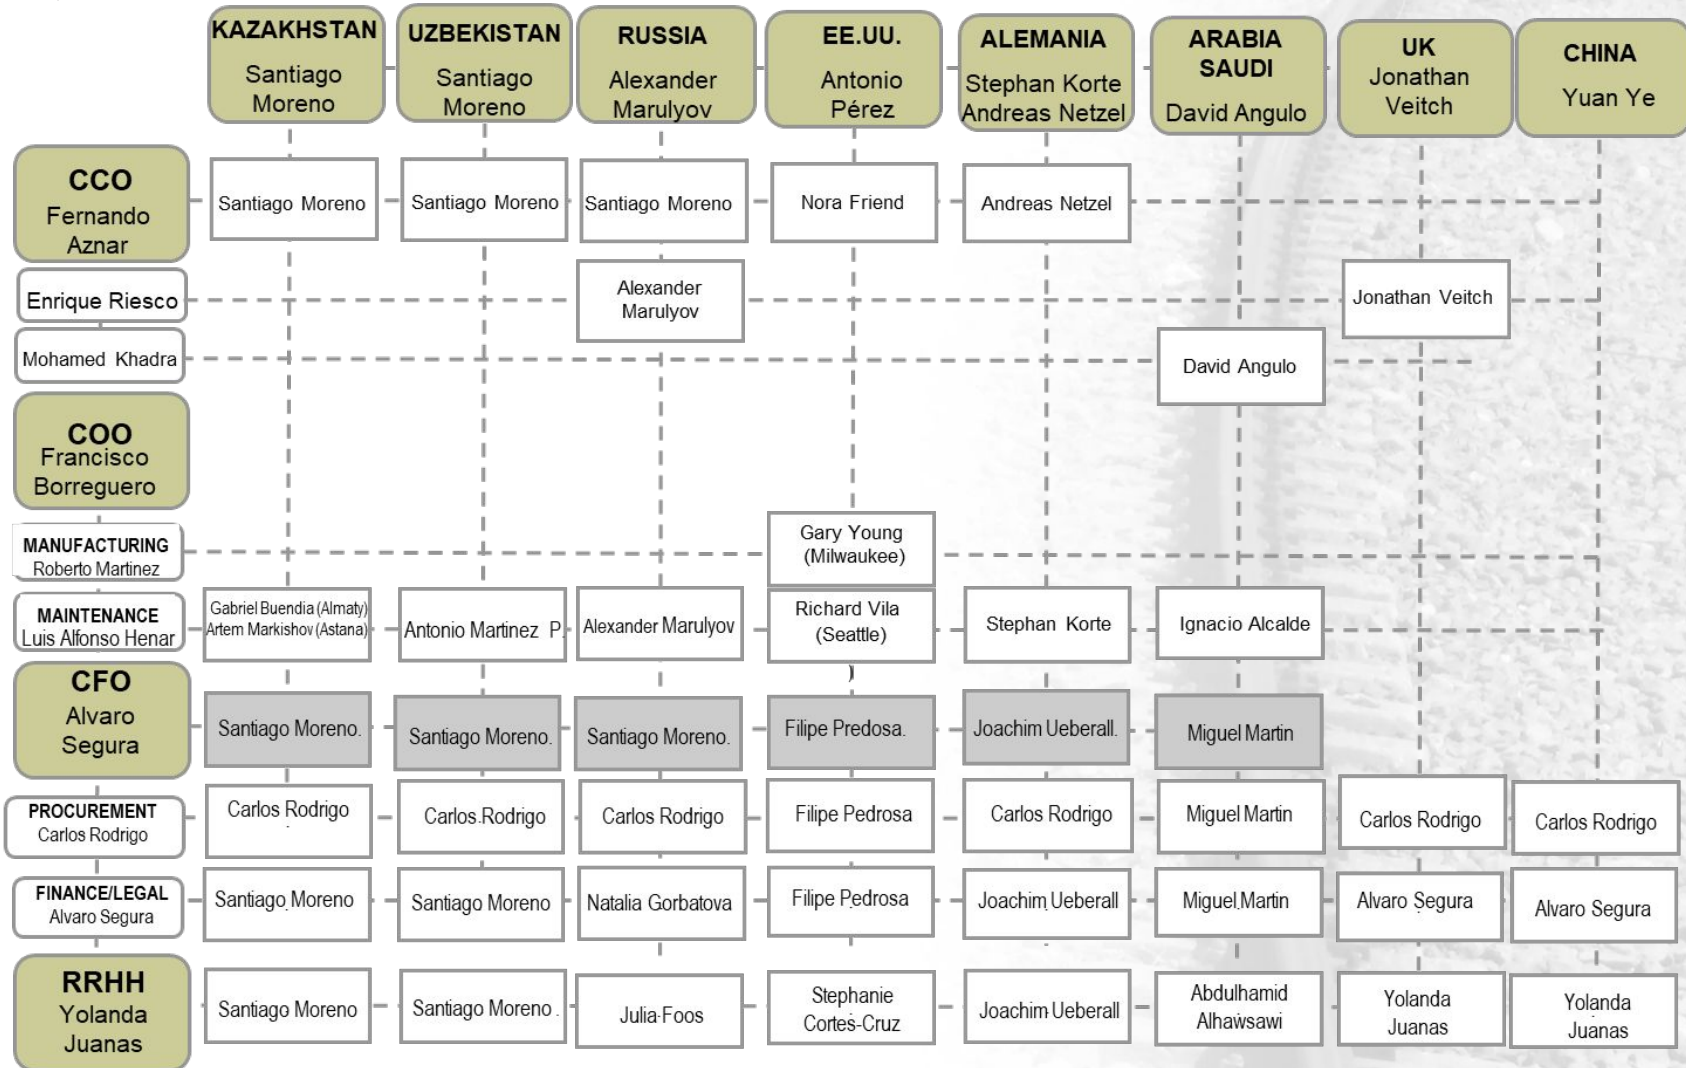 KAZAKHSTAN
Santiago
Moreno
UZBEKISTAN
Santiago
Moreno
RUSSIA
Alexander
Marulyov
EE.UU.
Antonio
Pérez
ALEMANIA
Stephan Korte
Andreas Netzel
ARABIA
SAUDI
David Angulo
UK
Jonathan
Veitch
CHINA
Yuan Ye
CCO
Fernando
Aznar
Santiago Moreno
Santiago Moreno
Santiago Moreno
Nora Friend
Andreas Netzel
Enrique Riesco
Alexander
Marulyov
Jonathan Veitch
Mohamed Khadra
David Angulo
COO
Francisco
Borreguero
MANUFACTURING
Roberto Martinez
Gary Young
(Milwaukee)
MAINTENANCE
Luis Alfonso Henar
Gabriel Buendia (Almaty)
Artem Markishov (Astana)
Antonio Martinez P.
Alexander Marulyov
Richard Vila
(Seattle)
Stephan Korte
Ignacio Alcalde
)
CFO
Alvaro
Segura
Santiago Moreno.
Santiago Moreno.
Santiago Moreno.
Filipe Predosa.
Joachim Ueberall.
Miguel Martin
PROCUREMENT
Carlos Rodrigo
Carlos Rodrigo
Carlos.Rodrigo
Carlos Rodrigo
Filipe Pedrosa
Carlos Rodrigo
Miguel Martin
Carlos Rodrigo
Carlos Rodrigo
FINANCE/LEGAL
Alvaro Segura
Santiago Moreno
Santiago Moreno
Natalia Gorbatova
Filipe Pedrosa
Joachim Ueberall
Miguel Martin
Alvaro Segura
Alvaro Segura
RRHH
Yolanda
Juanas
Santiago Moreno
Santiago Moreno.
Julia Foos
Stephanie
Cortes-Cruz
Joachim Ueberall
Abdulhamid
Alhawsawi
Yolanda
Juanas
Yolanda
Juanas